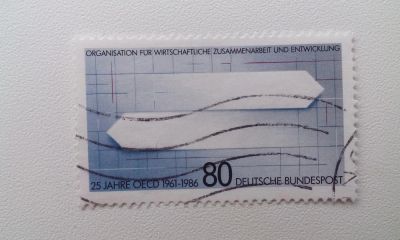 ORGANISATION FÜR WIRTSCHAFTLICHE ZUSAMMENARBEIT UND ENTWICKLUNG
25 JAHRE OECD 1961-1986 80 DEUTSCHE BUNDESPOST